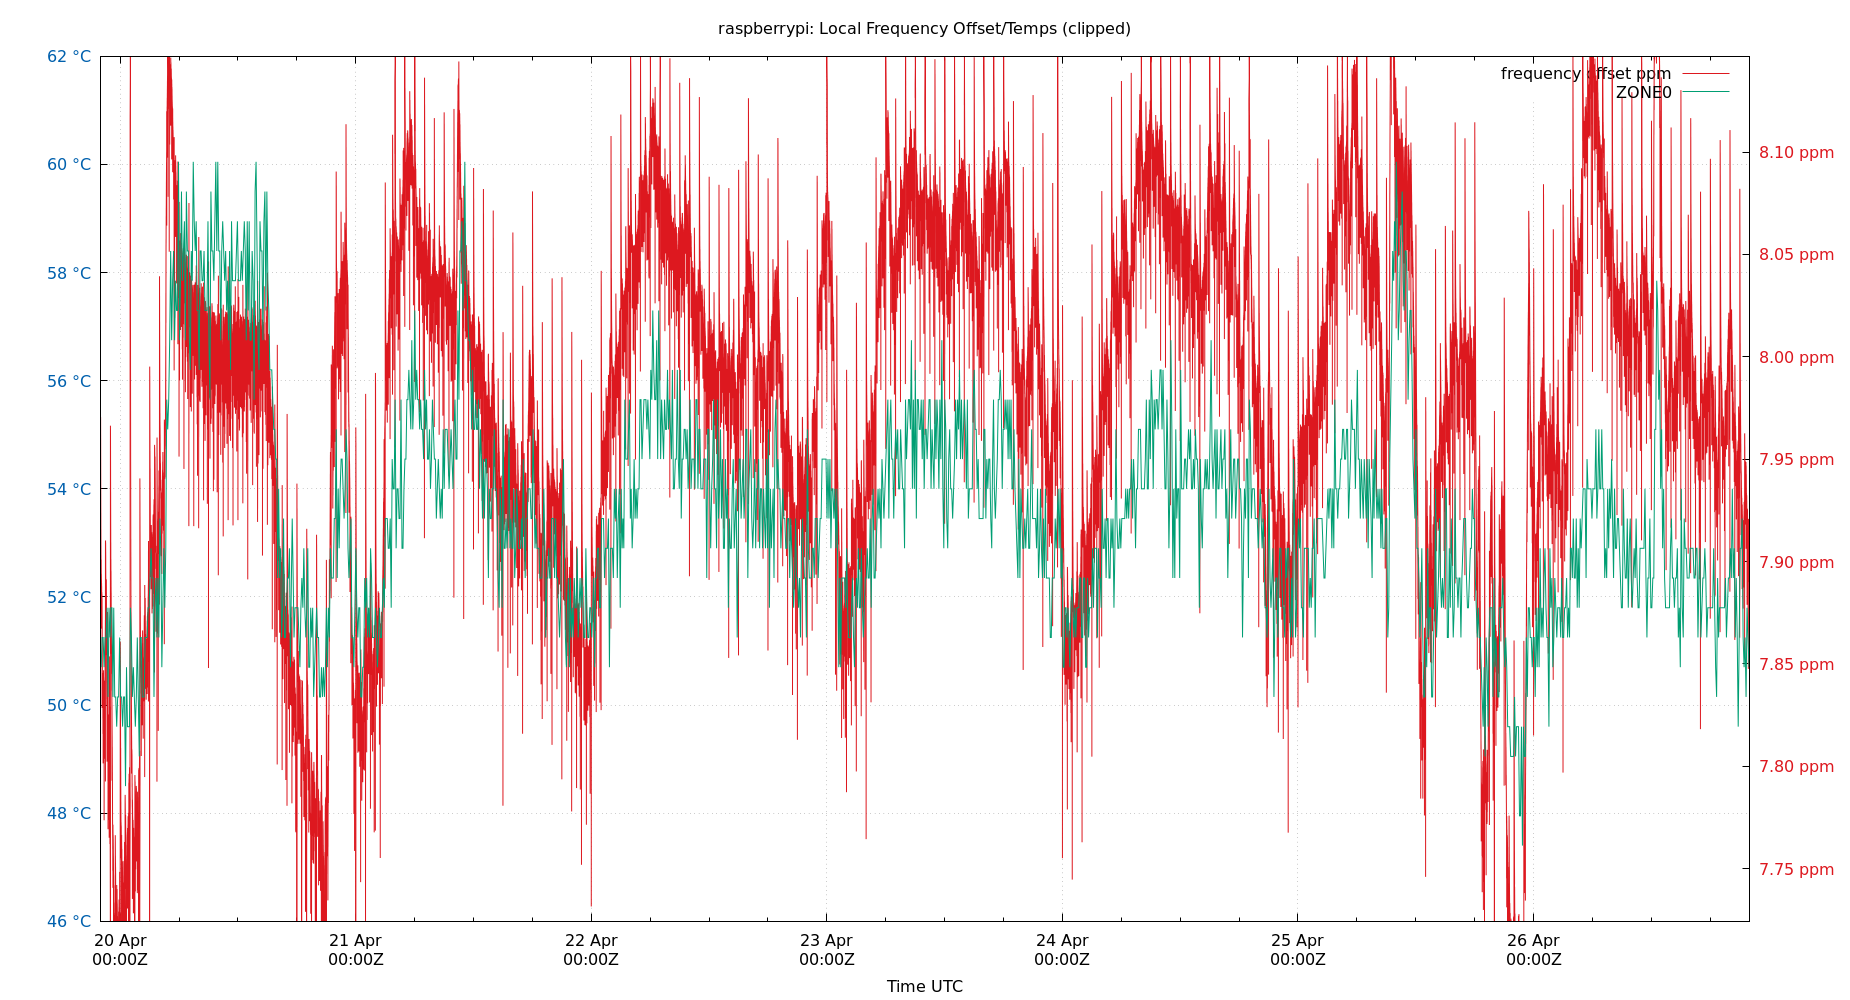 raspberrypi: Local Frequency Offset/Temps (clipped)
frequency offset ppm
ZONE0
62 °C
60 °C
58 °C
56 °C
54 °C
52 °C
50 °C
48 °C
46 °C
8.10 ppm
8.05 ppm
8.00 ppm
7.95 ppm
7.90 ppm
7.85 ppm
7.80 ppm
7.75 ppm
20 Apr 21 Apr 22 Apr 23 Apr 24 Apr 25 Apr 26 Apr
00:00Z 00:00Z 00:00Z 00:00Z 00:00Z 00:00Z 00:00Z
Time UTC